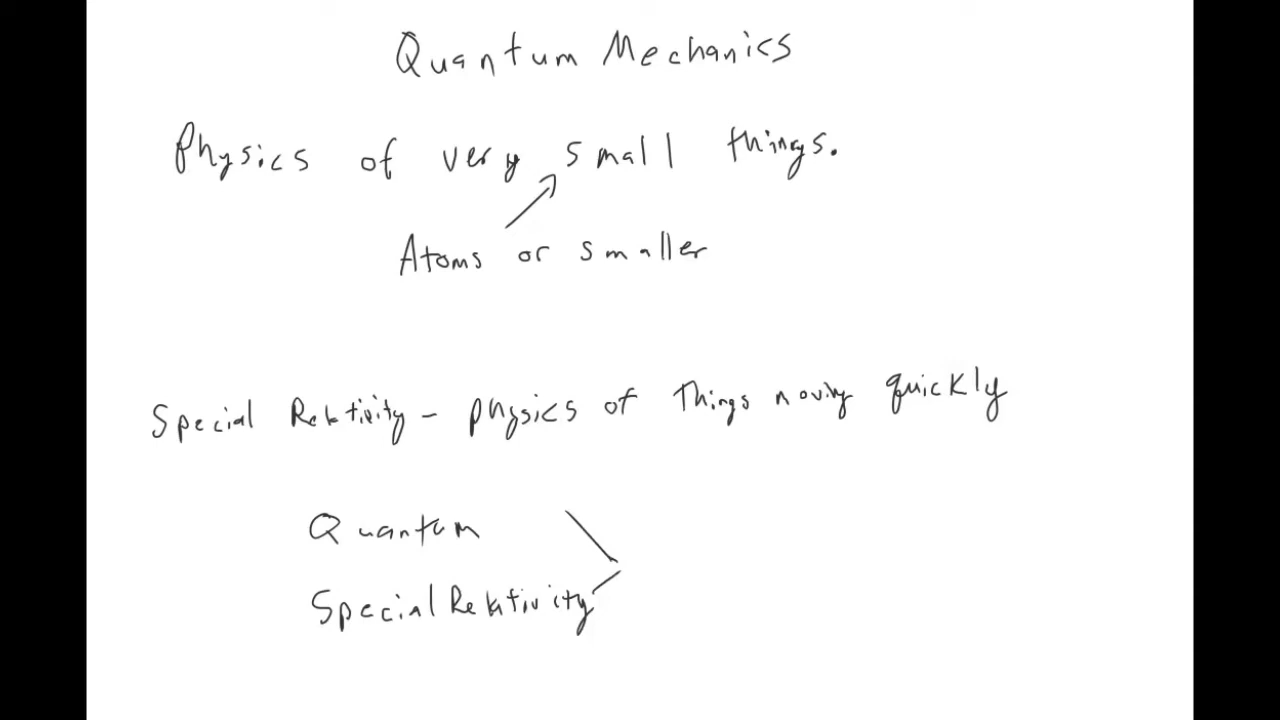 Quantum Mechanics
Physics of very small things.
Atoms or smaller
Special Relativity - physics of things moving quickly
Quantum
Special Relativity